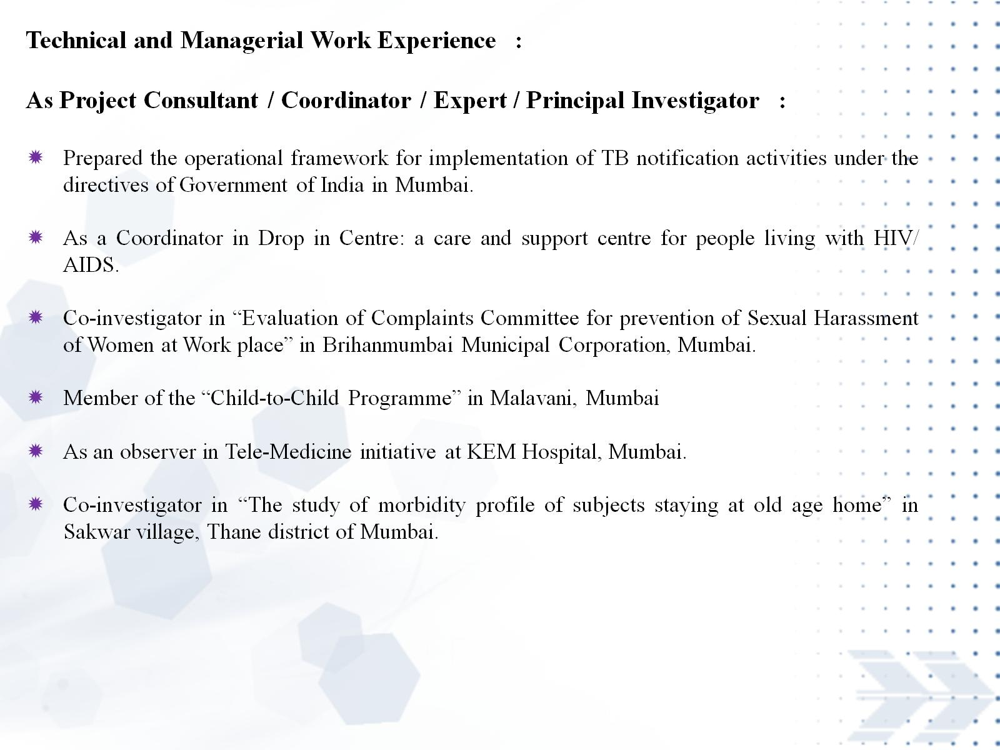 Technical and Managerial Work Experience :
As Project Consultant / Coordinator / Expert / Principal Investigator :
Prepared the operational framework for implementation of TB notification activities under the
directives of Government of India in Mumbai.
As a Coordinator in Drop in Centre: a care and support centre for people living with HIV/
AIDS.
Co-investigator in “Evaluation of Complaints Committee for prevention of Sexual Harassment
of Women at Work place” in Brihanmumbai Municipal Corporation, Mumbai.
Member of the “Child-to-Child Programme” in Malavani, Mumbai
As an observer in Tele-Medicine initiative at KEM Hospital, Mumbai.
Co-investigator in “The study of morbidity profile of subjects staying at old age home” in
Sakwar village, Thane district of Mumbai.